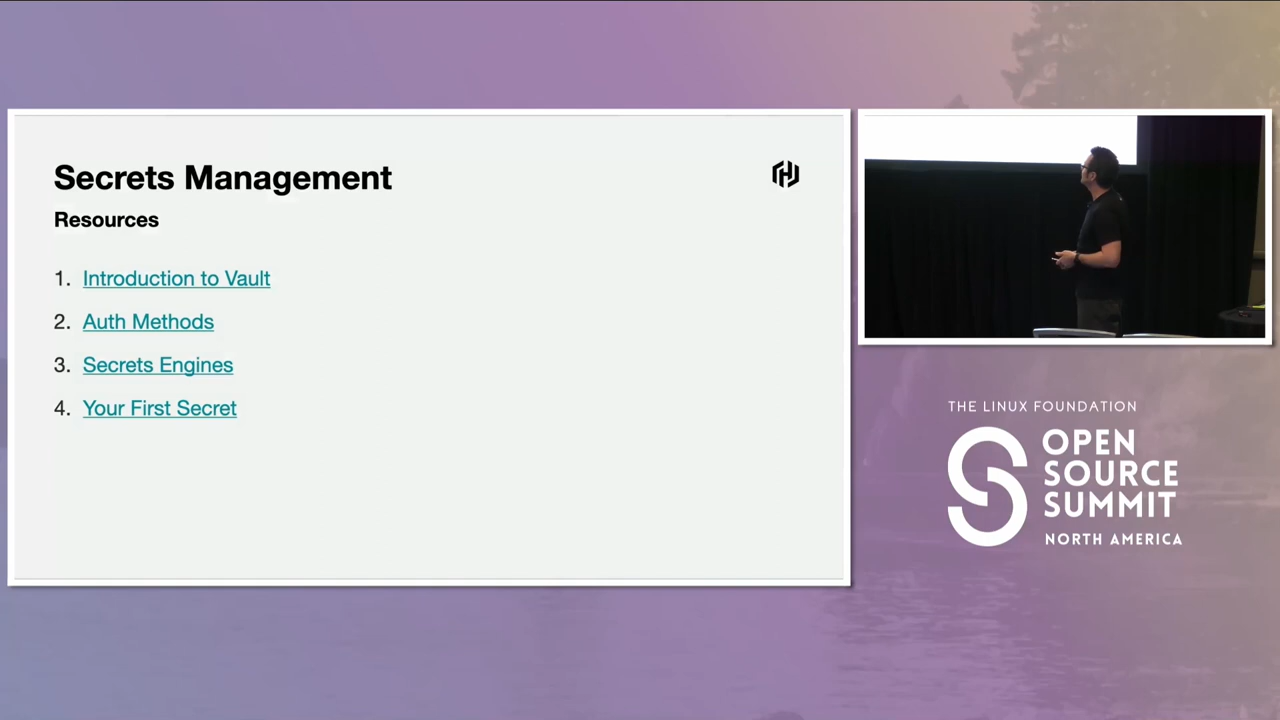 Secrets Management
Resources
1. Introduction to Vault
2. Auth Methods
3. Secrets Engines
4. Your First Secret
THE LINUX FOUNDATION
OPEN
SOURCE
SUMMIT
NORTH AMERICA